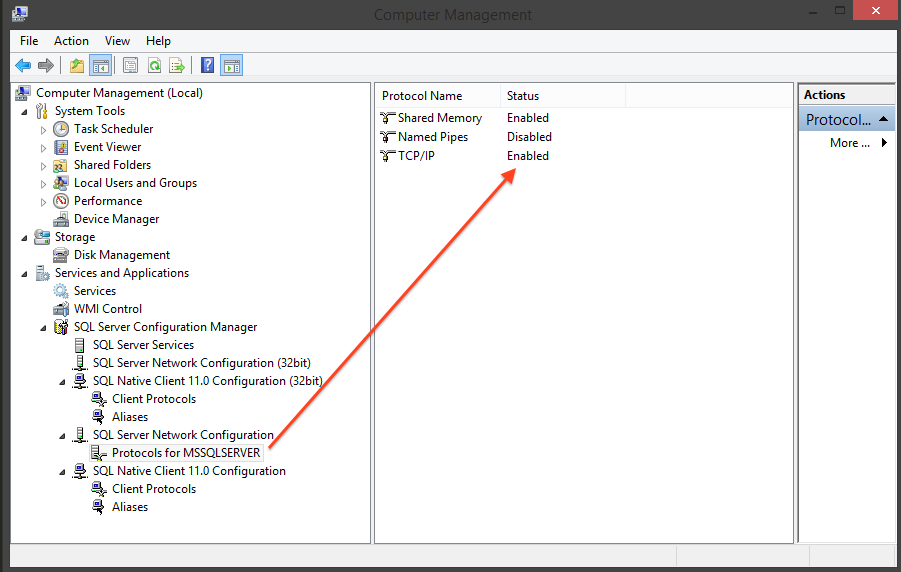 Computer Management
File Action View Help
Computer Management (Local)
System Tools
Task Scheduler
Event Viewer
Shared Folders
Local Users and Groups
Performance
Device Manager
Storage
Disk Management
Services and Applications
Services
WMI Control
SQL Server Configuration Manager
SQL Server Services
SQL Server Network Configuration (32bit)
SQL Native Client 11.0 Configuration (32bit)
Client Protocols
Aliases
SQL Server Network Configuration
Protocols for MSSQLSERVER
SQL Native Client 11.0 Configuration
Client Protocols
Aliases
Protocol Name Status
Shared Memory Enabled
Named Pipes Disabled
TCP/IP Enabled
Actions
Protocol...
More ...